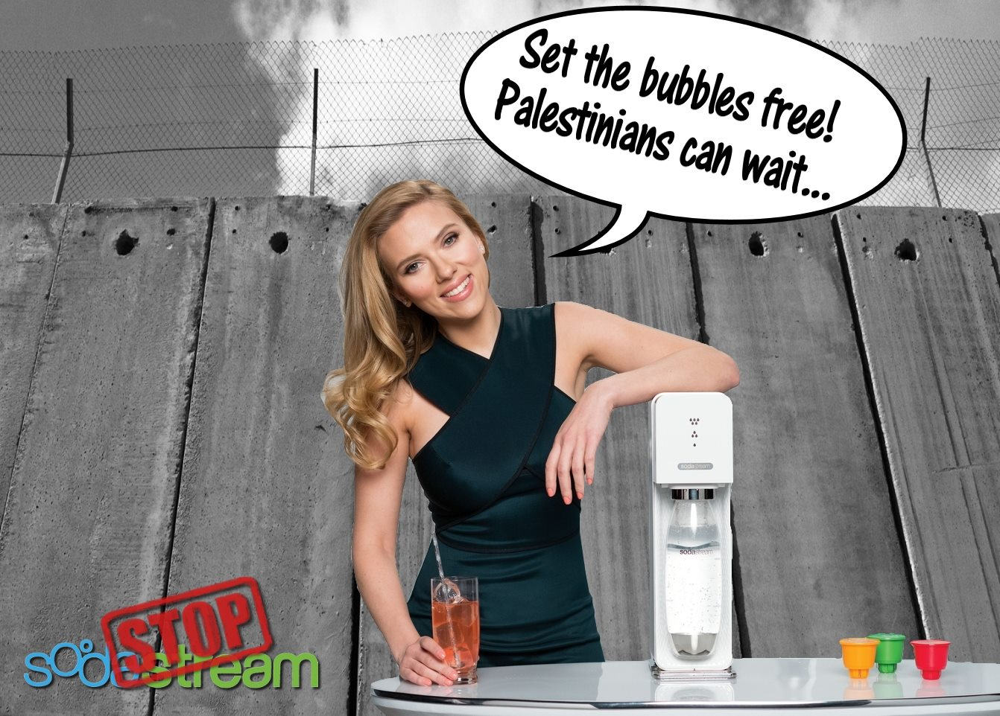 Set the bubbles free!
Palestinians can wait...
sodastream
sodastream
STOP
sodastream